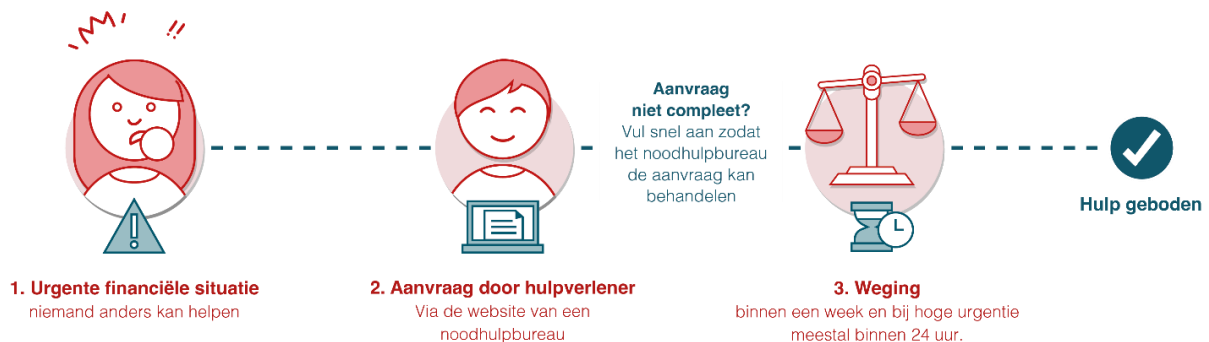 !!
1. Urgente financiële situatie
niemand anders kan helpen
2. Aanvraag door hulpverlener
Via de website van een
noodhulpbureau
Aanvraag
niet compleet?
Vul snel aan zodat
het noodhulpbureau
de aanvraag kan
behandelen
3. Weging
binnen een week en bij hoge urgentie
meestal binnen 24 uur.
Hulp geboden